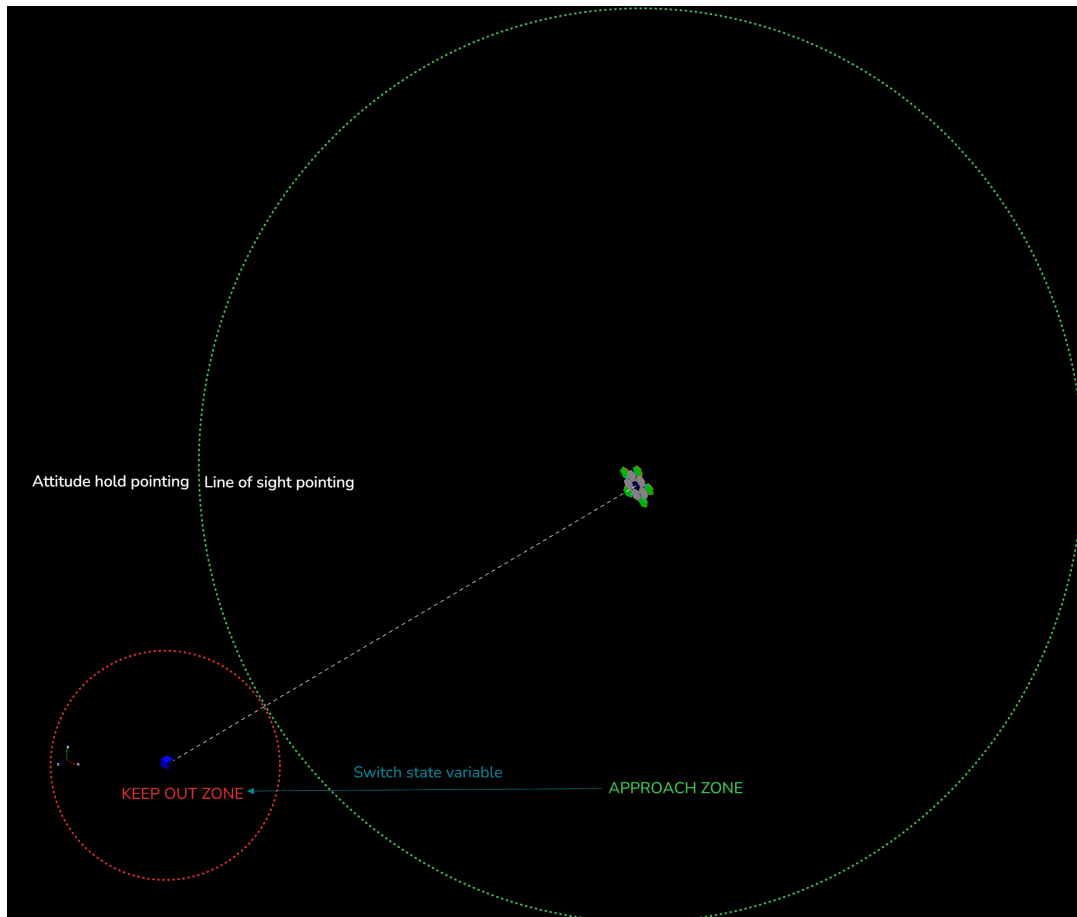 Attitude hold pointing
Line of sight pointing
Switch state variable
KEEP OUT ZONE
APPROACH ZONE
Y
z
x